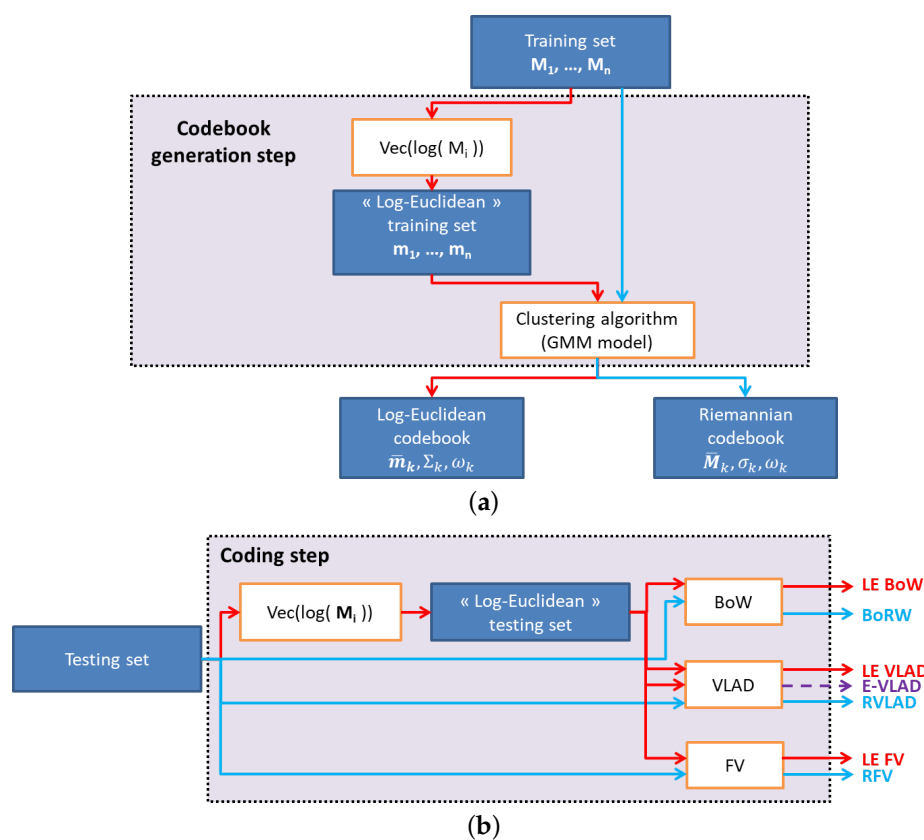 Training set
M₁, …, Mₙ
Codebook
generation step
Vec(log( Mᵢ ))
« Log-Euclidean »
training set
m₁, …, mₙ
Clustering algorithm
(GMM model)
Log-Euclidean
codebook
m̅ₖ, Σₖ, ωₖ
Riemannian
codebook
M̅ₖ, σₖ, ωₖ
(a)
Coding step
Testing set
Vec(log( Mᵢ ))
« Log-Euclidean »
testing set
BoW
LE BoW
BoRW
VLAD
LE VLAD
E-VLAD
RVLAD
FV
LE FV
RFV
(b)